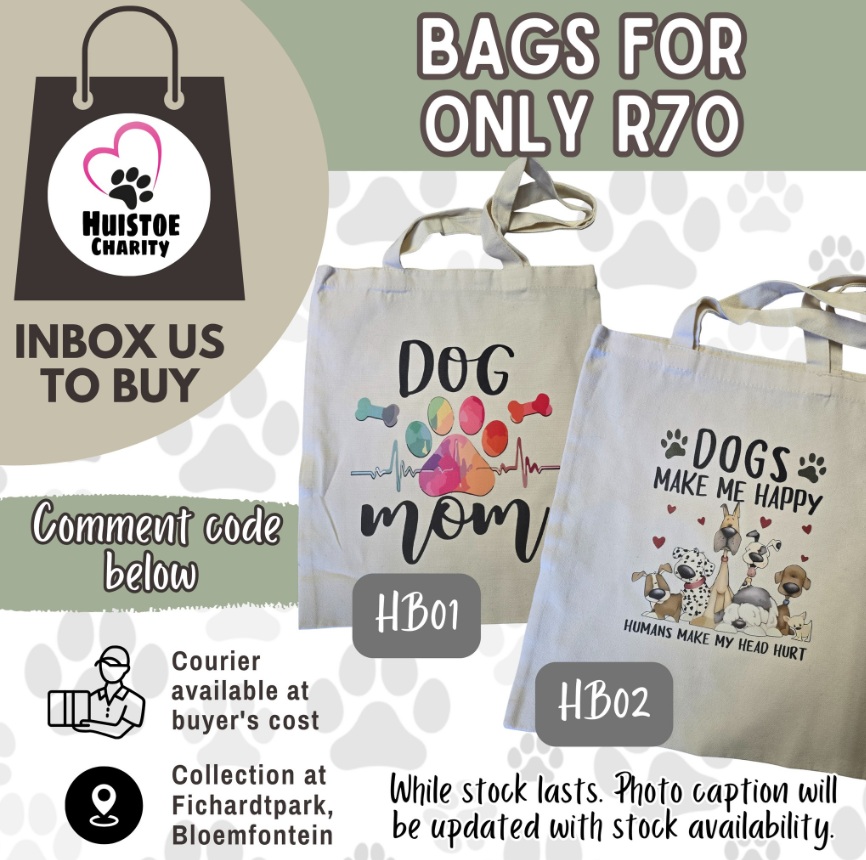 BAGS FOR
ONLY R70
HUISTOE
CHARITY
INBOX US
TO BUY
Comment code
below
DOG
mom
HB01
DOGS
MAKE ME HAPPY
HUMANS MAKE MY HEAD HURT
HB02
Courier
available at
buyer's cost
Collection at
Fichardtpark,
Bloemfontein
While stock lasts. Photo caption will
be updated with stock availability.